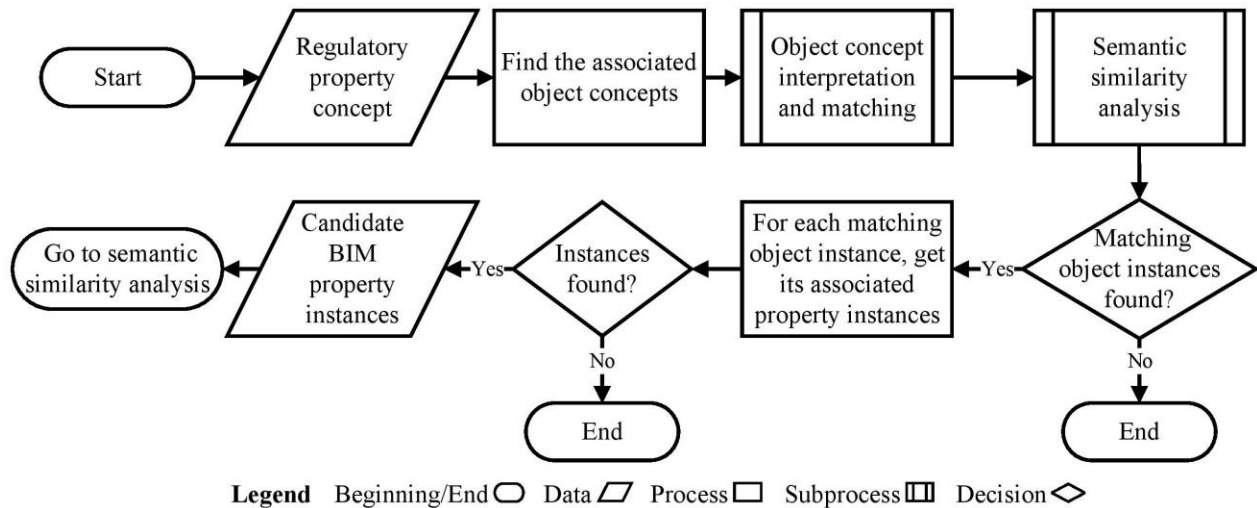 Start
Regulatory
property
concept
Find the associated
object concepts
Object concept
interpretation
and matching
Semantic
similarity
analysis
Go to semantic
similarity analysis
Candidate
BIM
property
instances
Yes
Instances
found?
For each matching
object instance, get
its associated
property instances
Yes
Matching
object instances
found?
No
No
End
End
Legend Beginning/End Data Process Subprocess Decision